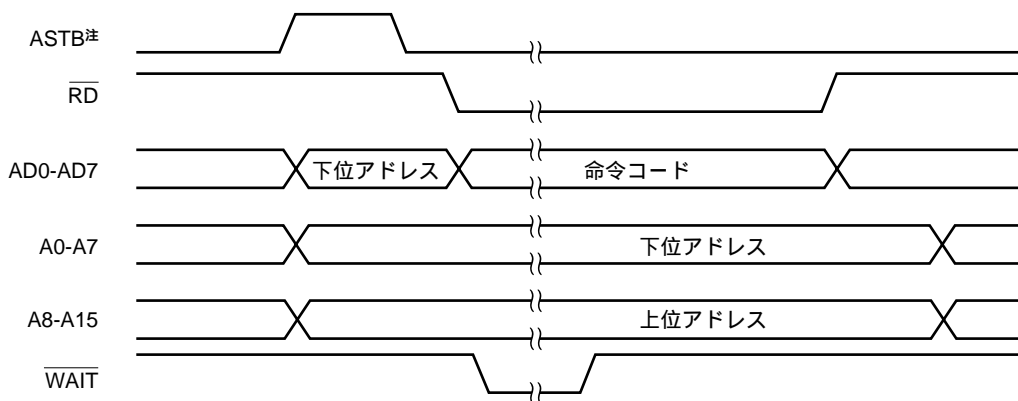 ASTB注
RD
AD0-AD7 下位アドレス 命令コード
A0-A7 下位アドレス
A8-A15 上位アドレス
WAIT